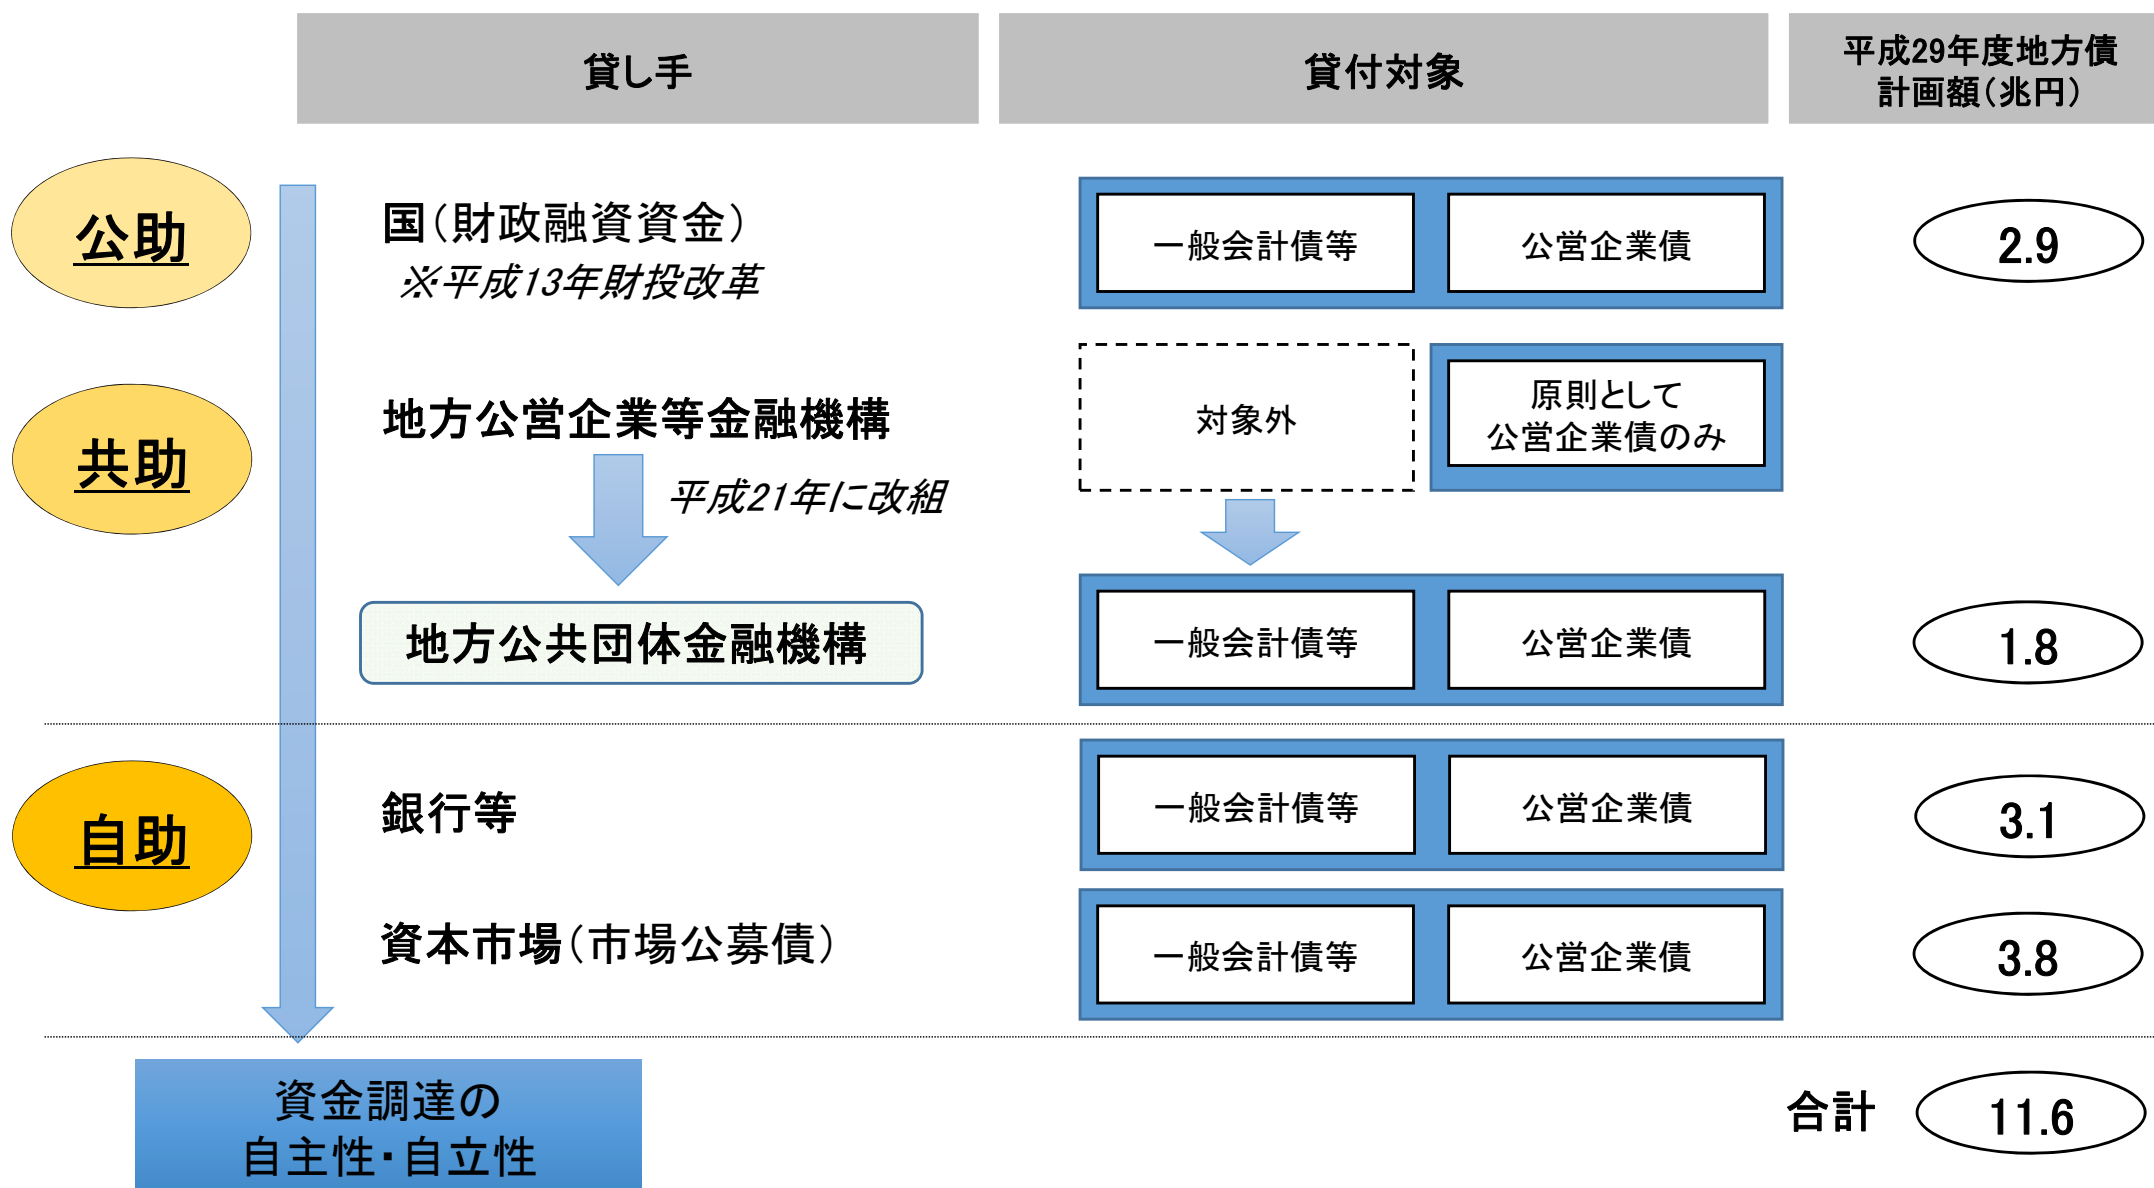 貸し手
貸付対象
平成29年度地方債
計画額(兆円)
公助
国(財政融資資金)
※平成13年財投改革
一般会計債等
公営企業債
2.9
共助
地方公営企業等金融機構
対象外
原則として
公営企業債のみ
平成21年に改組
地方公共団体金融機構
一般会計債等
公営企業債
1.8
自助
銀行等
一般会計債等
公営企業債
3.1
資本市場(市場公募債)
一般会計債等
公営企業債
3.8
資金調達の
自主性・自立性
合計
11.6